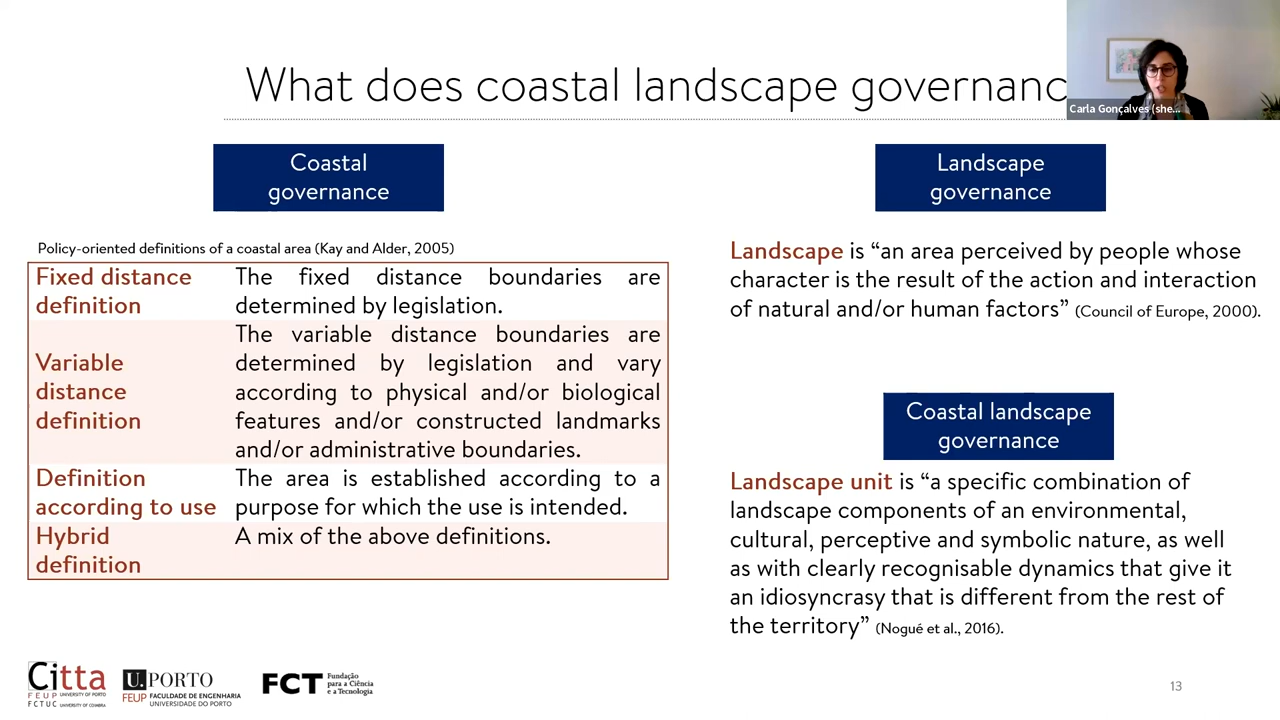 What does coastal landscape governanc
Carla Gonçalves (she...
Coastal
governance
Policy-oriented definitions of a coastal area (Kay and Alder, 2005)
Fixed distance
definition
The fixed distance boundaries are
determined by legislation.
Variable
distance
definition
The variable distance boundaries are
determined by legislation and vary
according to physical and/or biological
features and/or constructed landmarks
and/or administrative boundaries.
Definition
according to use
The area is established according to a
purpose for which the use is intended.
Hybrid
definition
A mix of the above definitions.
Landscape
governance
Landscape is “an area perceived by people whose
character is the result of the action and interaction
of natural and/or human factors” (Council of Europe, 2000).
Coastal landscape
governance
Landscape unit is “a specific combination of
landscape components of an environmental,
cultural, perceptive and symbolic nature, as well
as with clearly recognisable dynamics that give it
an idiosyncrasy that is different from the rest of
the territory” (Nogué et al., 2016).
Citta
FEUP UNIVERSITY OF PORTO
FCTUC UNIVERSITY OF COIMBRA
U. PORTO
FEUP FACULDADE DE ENGENHARIA
UNIVERSIDADE DO PORTO
FCT Fundação
para a Ciência
e a Tecnologia
13